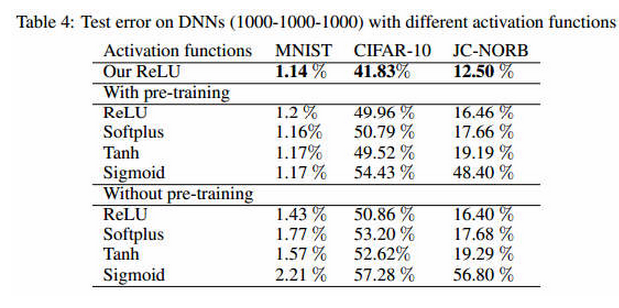 Table 4: Test error on DNNs (1000-1000-1000) with different activation functions
Activation functions MNIST CIFAR-10 JC-NORB
Our ReLU 1.14 % 41.83% 12.50 %
With pre-training
ReLU 1.2 % 49.96 % 16.46 %
Softplus 1.16% 50.79 % 17.66 %
Tanh 1.17% 49.52 % 19.19 %
Sigmoid 1.17 % 54.43 % 48.40 %
Without pre-training
ReLU 1.43 % 50.86 % 16.40 %
Softplus 1.77 % 53.20 % 17.68 %
Tanh 1.57 % 52.62% 19.29 %
Sigmoid 2.21 % 57.28 % 56.80 %